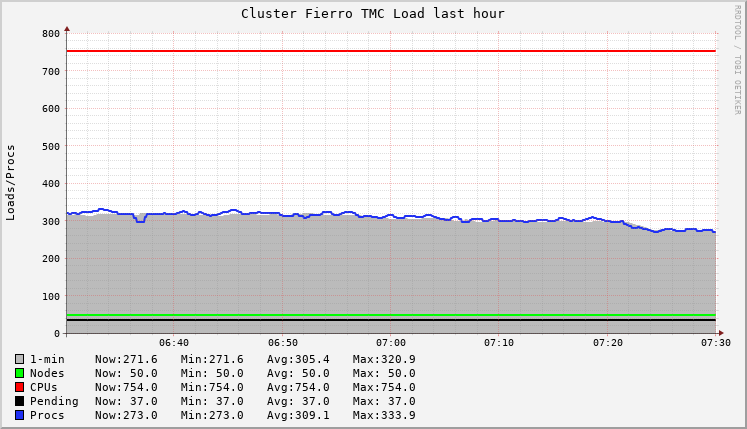 Cluster Fierro TMC Load last hour
RRDTOOL / TOBI OETIKER
Loads/Procs
800
700
600
500
400
300
200
100
0
06:40 06:50 07:00 07:10 07:20 07:30
1-min Now:271.6 Min:271.6 Avg:305.4 Max:320.9
Nodes Now: 50.0 Min: 50.0 Avg: 50.0 Max: 50.0
CPUs Now:754.0 Min:754.0 Avg:754.0 Max:754.0
Pending Now: 37.0 Min: 37.0 Avg: 37.0 Max: 37.0
Procs Now:273.0 Min:273.0 Avg:309.1 Max:333.9